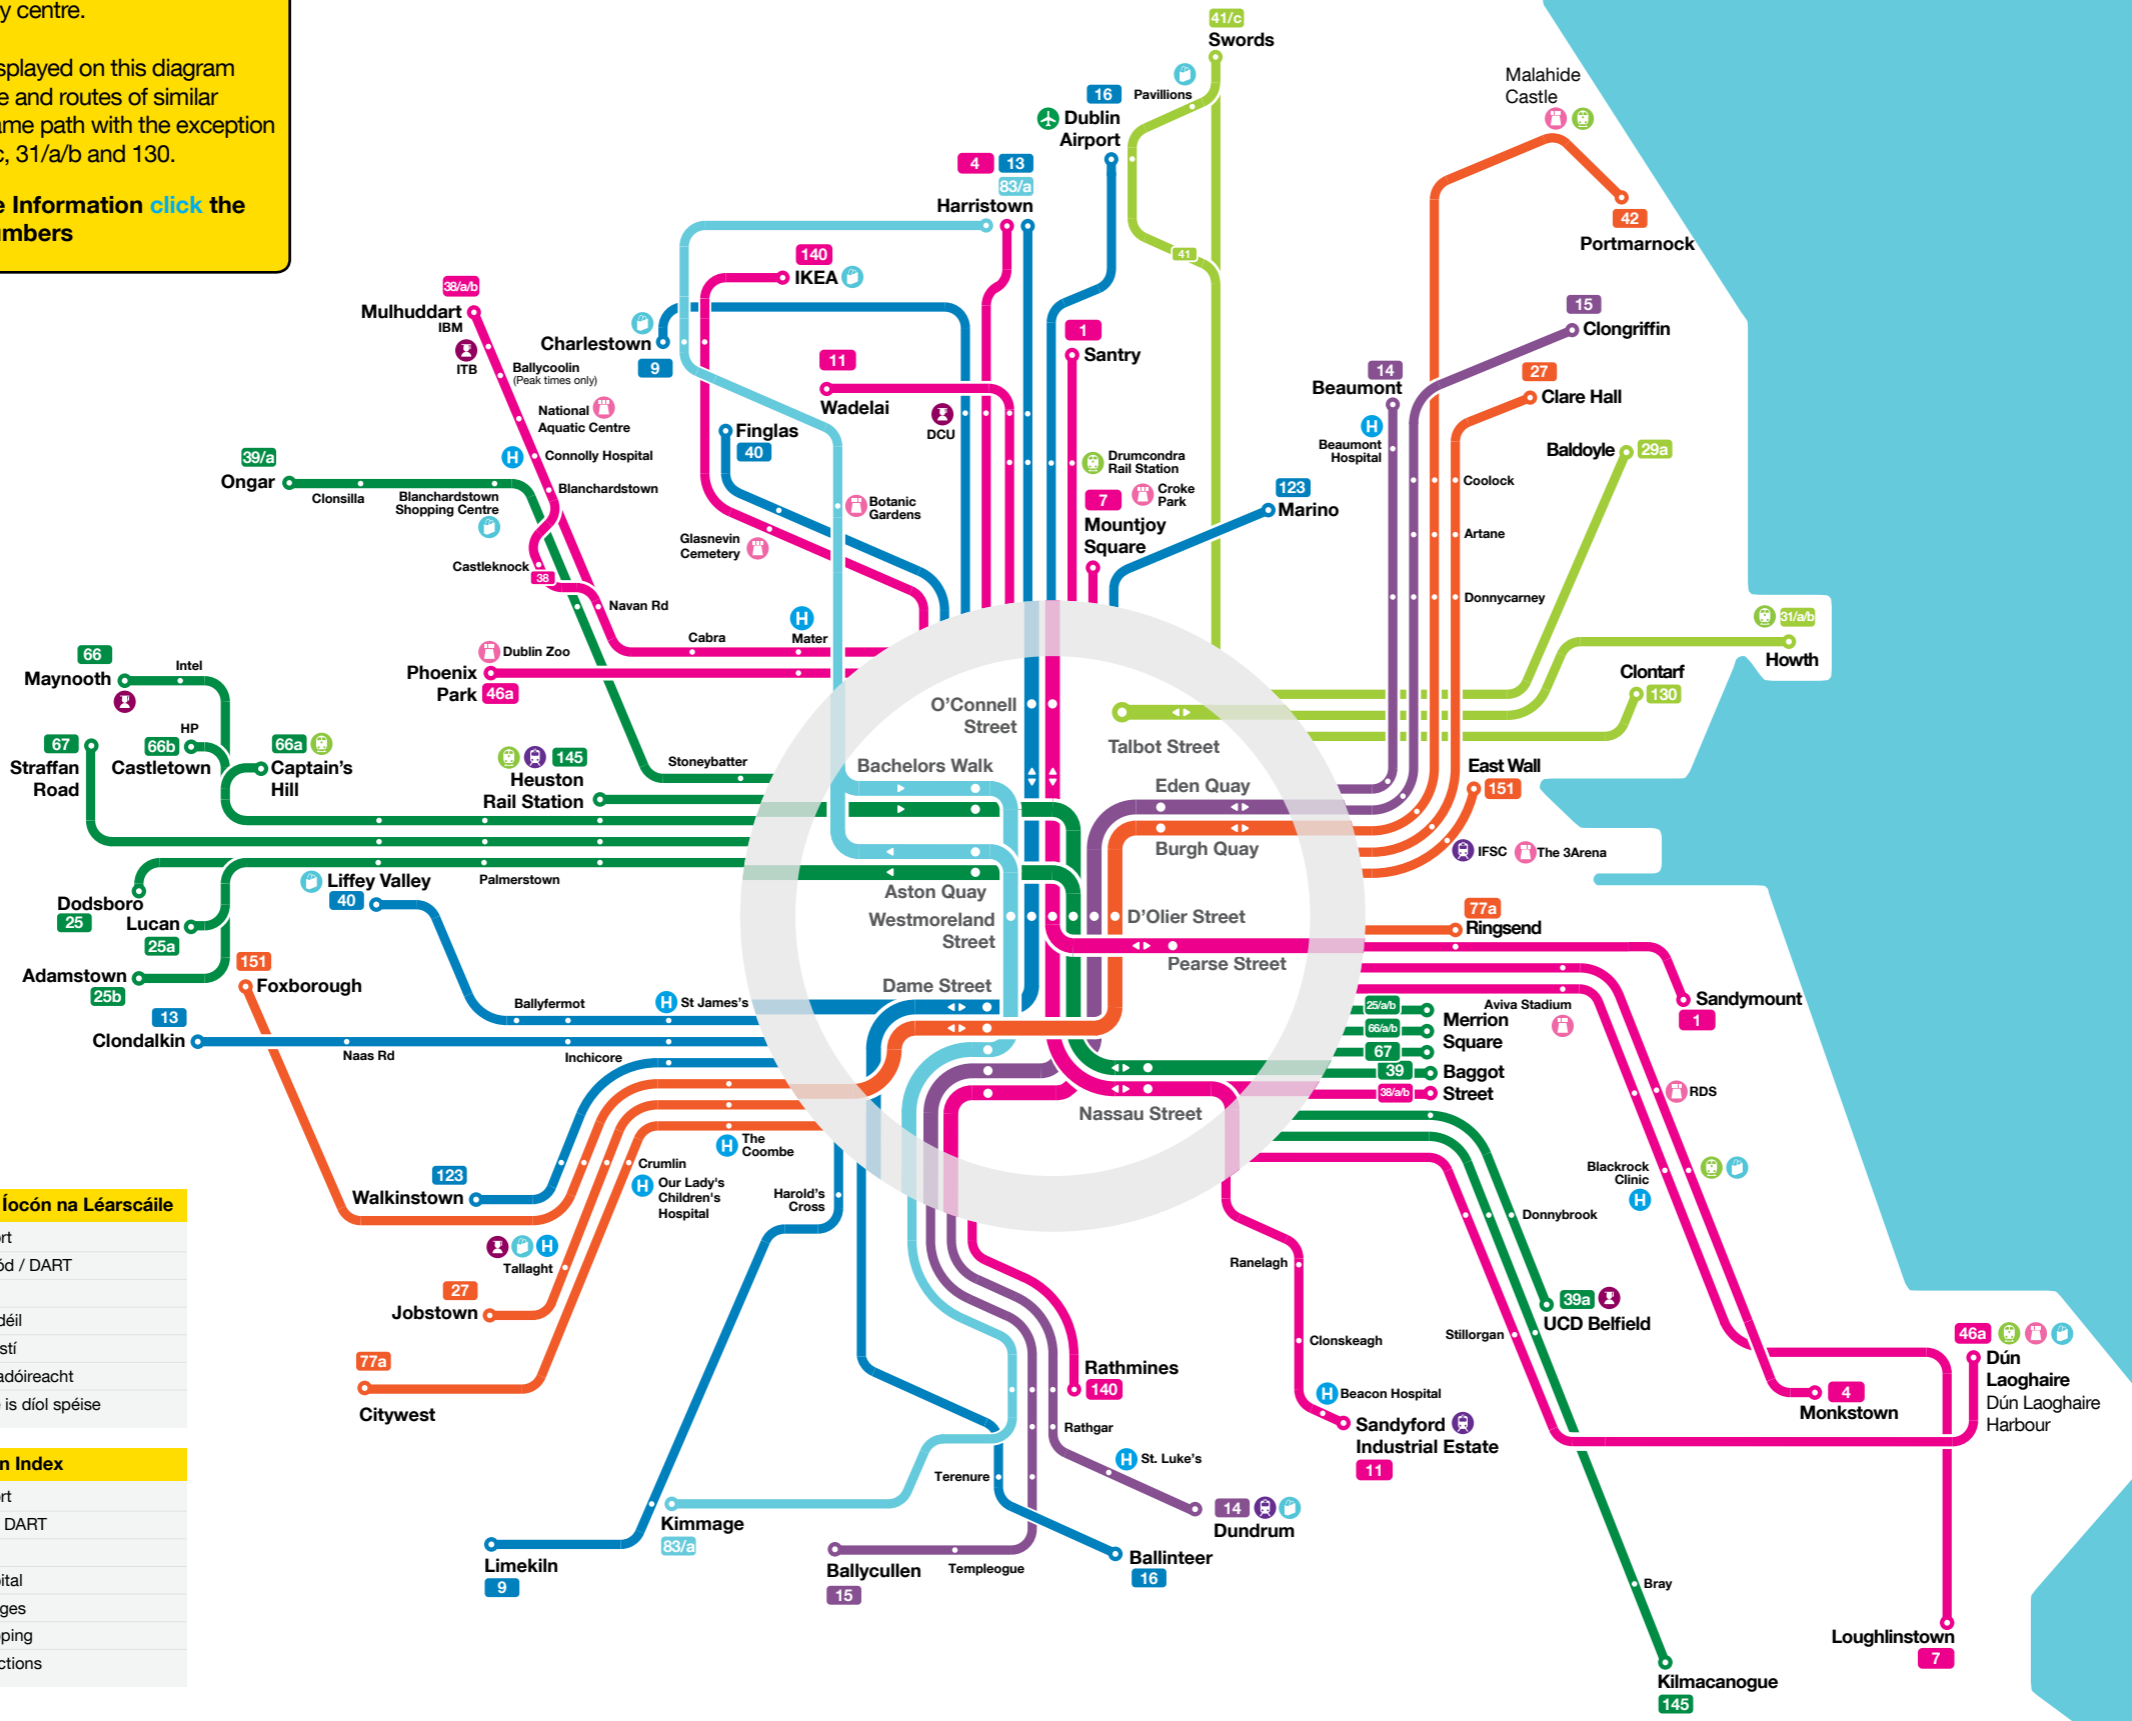 y centre.
splayed on this diagram
e and routes of similar
ame path with the exception
c, 31/a/b and 130.
e Information click the
umbers
41/c
Swords
Pavillions
16
Dublin
Airport
41
4 13
83/a
Harristown
140
IKEA
Charlestown
9
11
Wadelai
DCU
1
Santry
Finglas
40
Drumcondra
Rail Station
Croke
Park
7
Mountjoy
Square
123
Marino
Botanic
Gardens
Glasnevin
Cemetery
38/a/b
Mulhuddart
IBM
ITB
Ballycoolin
(Peak times only)
National
Aquatic Centre
Connolly Hospital
Blanchardstown
39/a
Ongar
Clonsilla
Blanchardstown
Shopping Centre
Castleknock
38
Navan Rd
Cabra
Mater
Dublin Zoo
Phoenix
Park 46a
Malahide
Castle
42
Portmarnock
15
Clongriffin
14
Beaumont
Beaumont
Hospital
27
Clare Hall
Baldoyle 29a
Coolock
Artane
Donnycarney
31/a/b
Howth
Clontarf
130
East Wall
151
IFSC
The 3Arena
66
Maynooth
Intel
67
Straffan
Road
HP
66b
Castletown
66a
Captain's
Hill
145
Heuston
Rail Station
Stoneybatter
Dodsboro
25
Lucan
25a
Adamstown
25b
Palmerstown
Liffey Valley
40
151
Foxborough
13
Clondalkin
Naas Rd
Ballyfermot
Inchicore
St James's
O'Connell
Street
Talbot Street
Bachelors Walk
Eden Quay
Burgh Quay
Aston Quay
Westmoreland
Street
D'Olier Street
Pearse Street
Dame Street
Nassau Street
77a
Ringsend
Sandymount
1
Aviva Stadium
25/a/b
66/a/b
67
Merrion
Square
39
38/a/b
Baggot
Street
RDS
Blackrock
Clinic
Donnybrook
39a
UCD Belfield
Stillorgan
46a
Dún
Laoghaire
Dún Laoghaire
Harbour
4
Monkstown
Loughlinstown
7
Bray
Kilmacanogue
145
Ranelagh
Clonskeagh
Beacon Hospital
Sandyford
Industrial Estate
11
Rathmines
140
Rathgar
St. Luke's
14
Dundrum
Terenure
Ballinteer
16
Templeogue
Ballycullen
15
Kimmage
83/a
Limekiln
9
Harold's
Cross
The
Coombe
Crumlin
Our Lady's
Children's
Hospital
123
Walkinstown
Tallaght
27
Jobstown
77a
Citywest
Íocón na Léarscáile
rt
ód / DART
déil
stí
adóireacht
e is díol spéise
n Index
rt
DART
ital
ges
ping
ctions